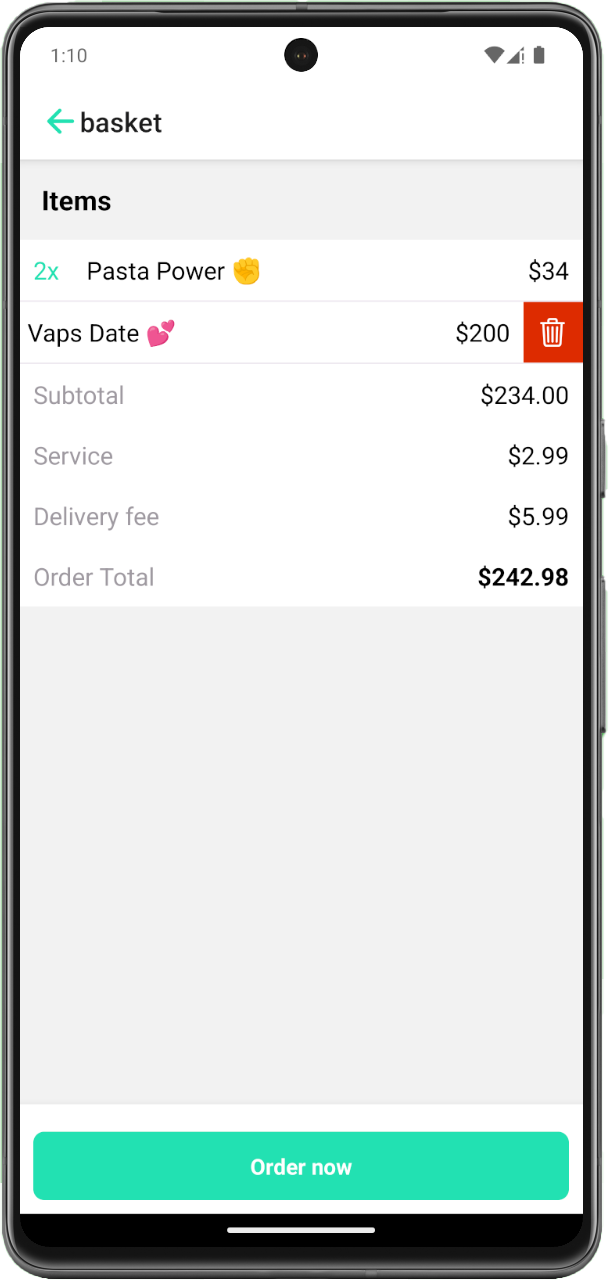 1:10
basket
Items
2x Pasta Power ✊ $34
Vaps Date 💕 $200
Subtotal $234.00
Service $2.99
Delivery fee $5.99
Order Total $242.98
Order now